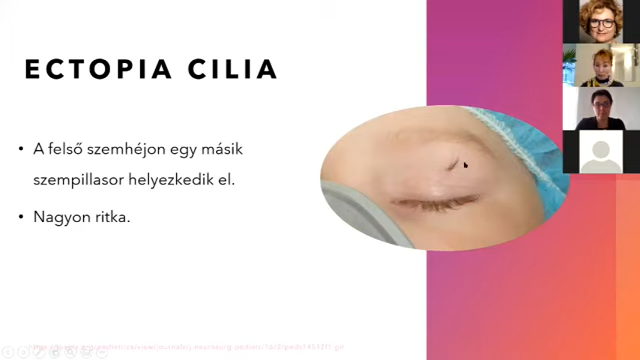 ECTOPIA CILIA
• A felső szemhéjon egy másik
szempillasor helyezkedik el.
• Nagyon ritka.